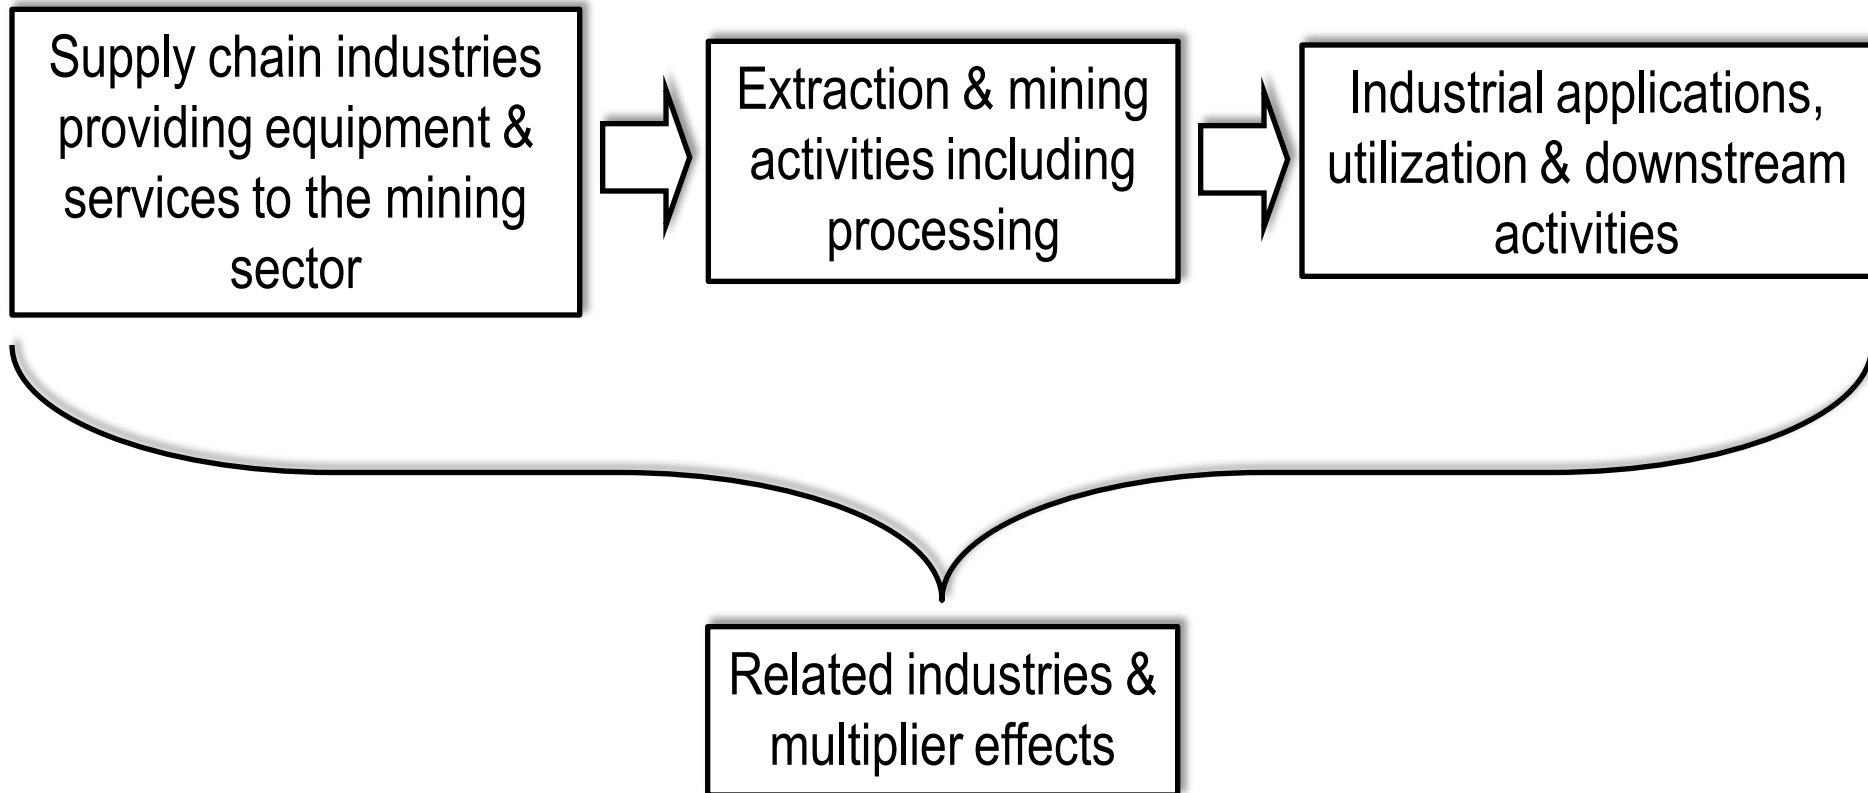 Supply chain industries
providing equipment &
services to the mining
sector
Extraction & mining
activities including
processing
Industrial applications,
utilization & downstream
activities
Related industries &
multiplier effects